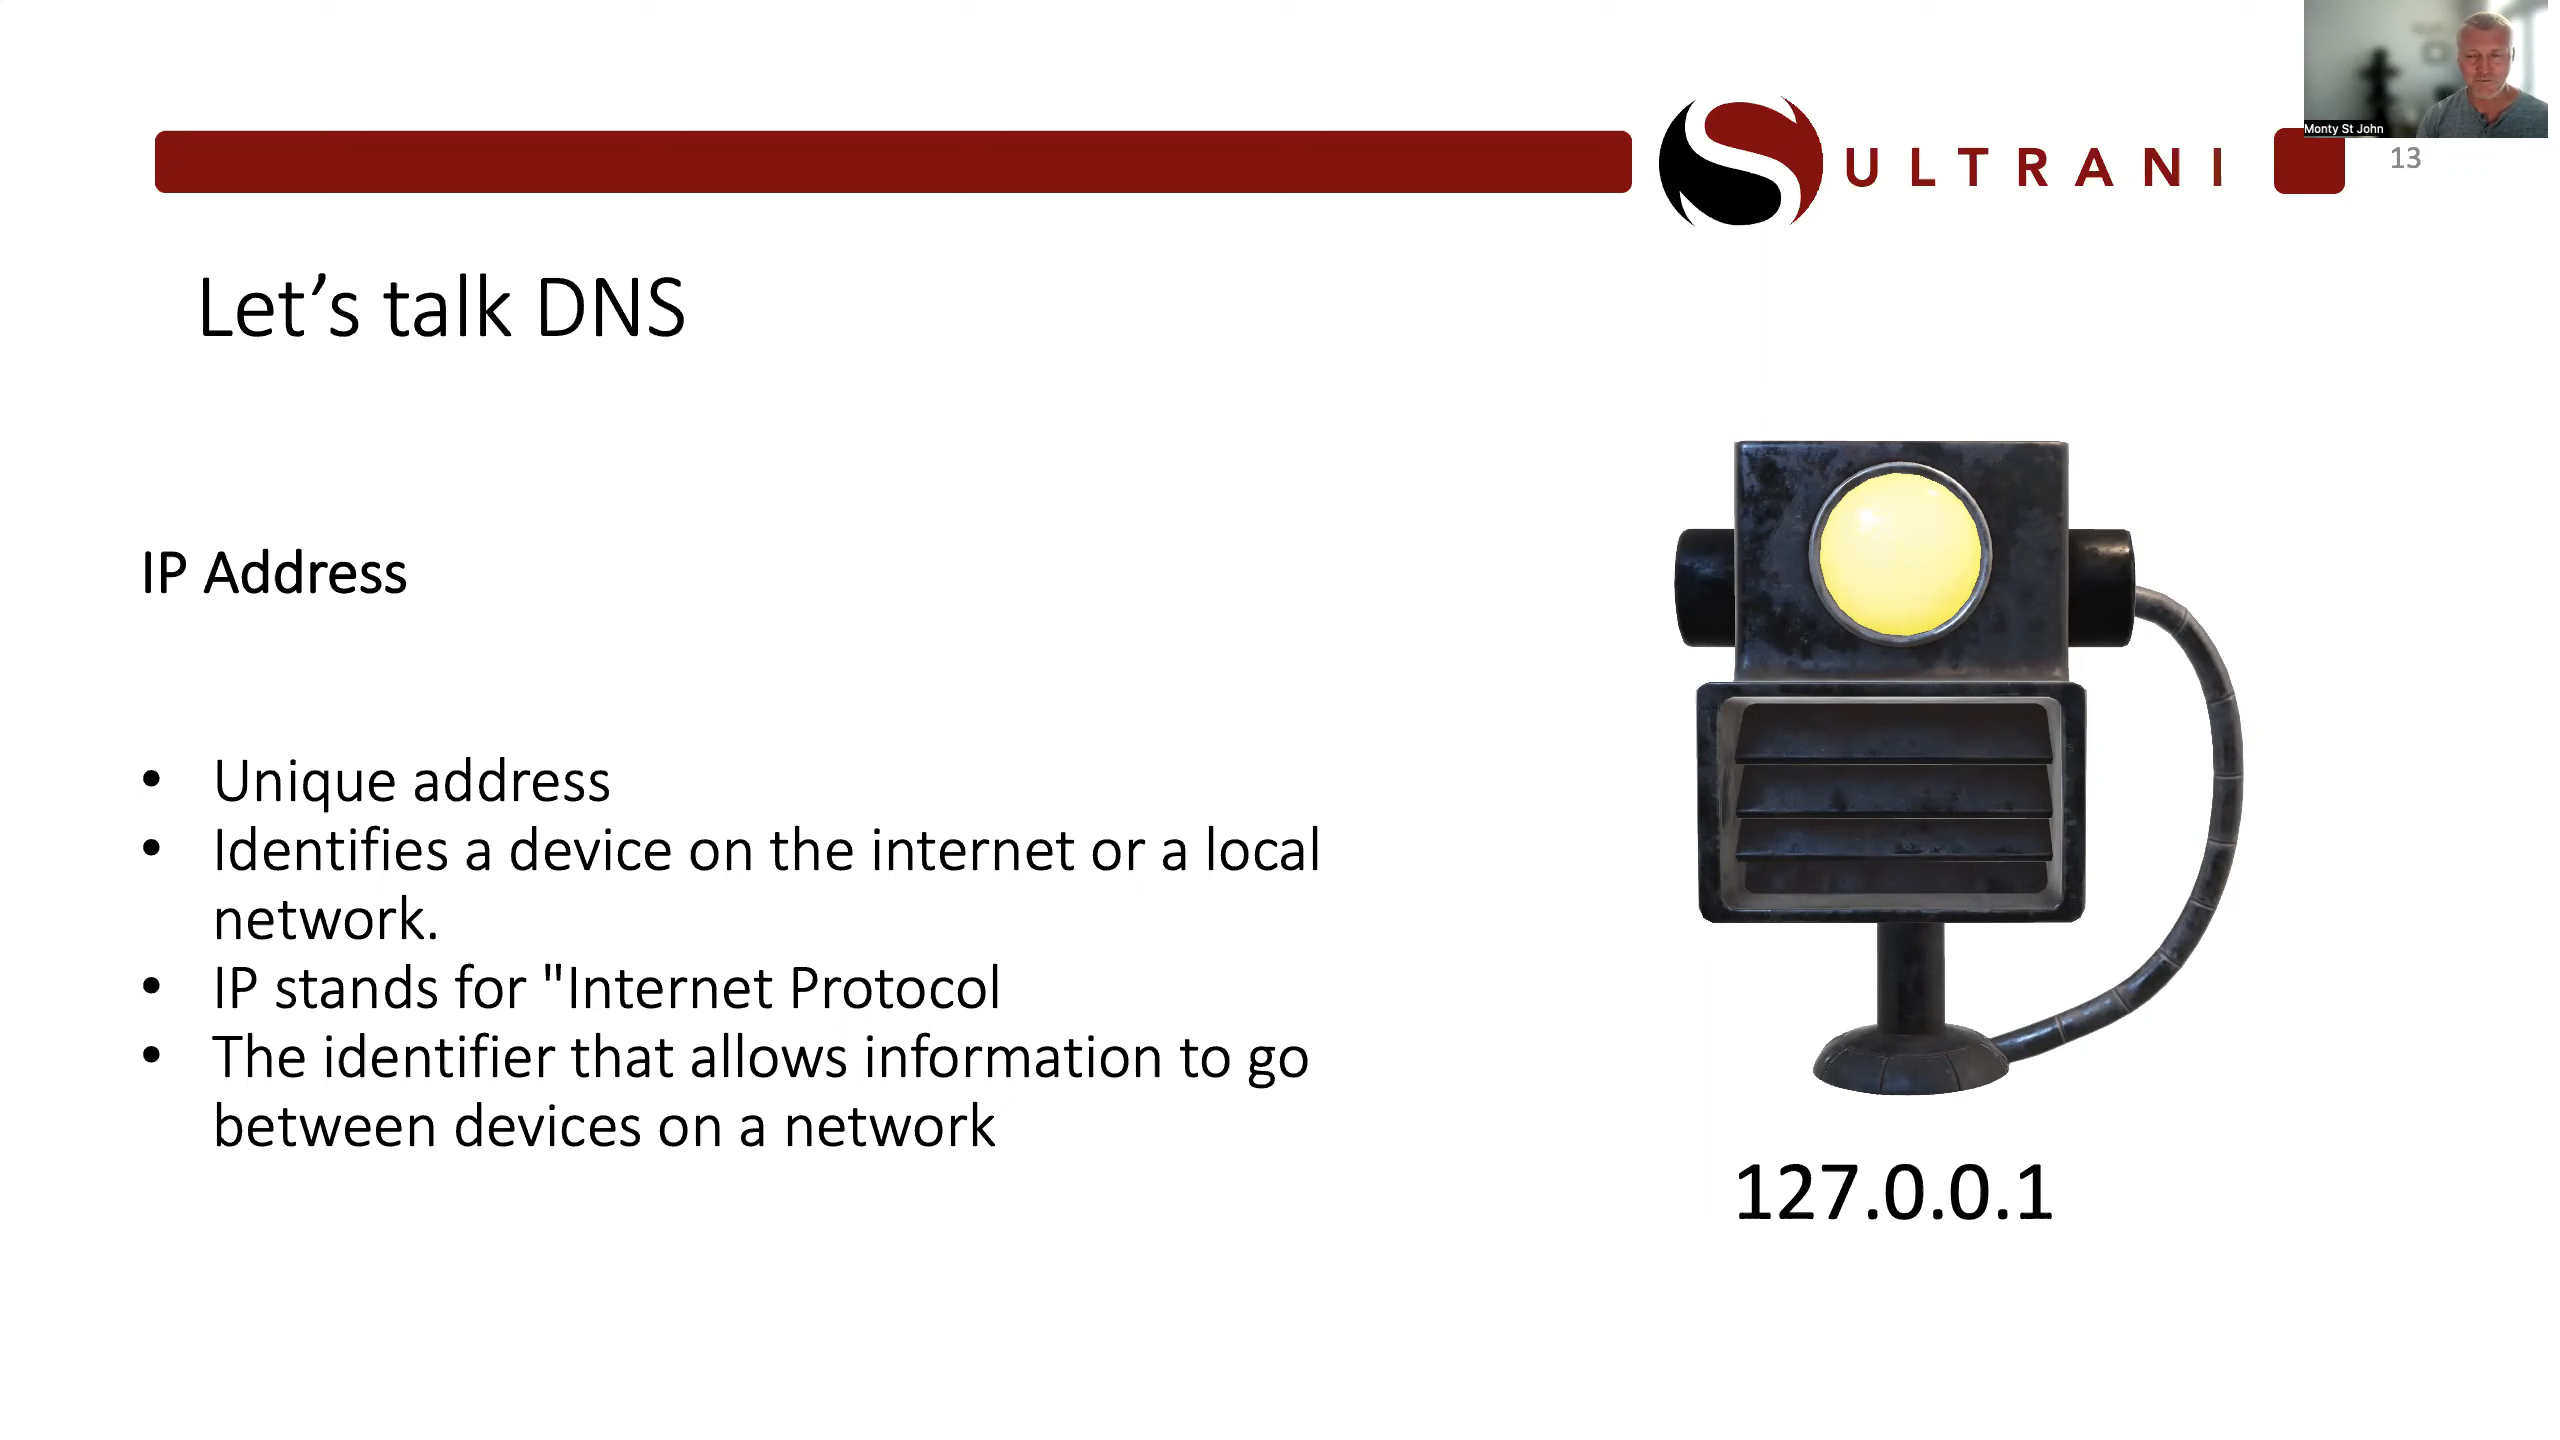 Monty St John
SULTRANI
13
Let’s talk DNS
IP Address
• Unique address
• Identifies a device on the internet or a local
network.
• IP stands for "Internet Protocol
• The identifier that allows information to go
between devices on a network
127.0.0.1